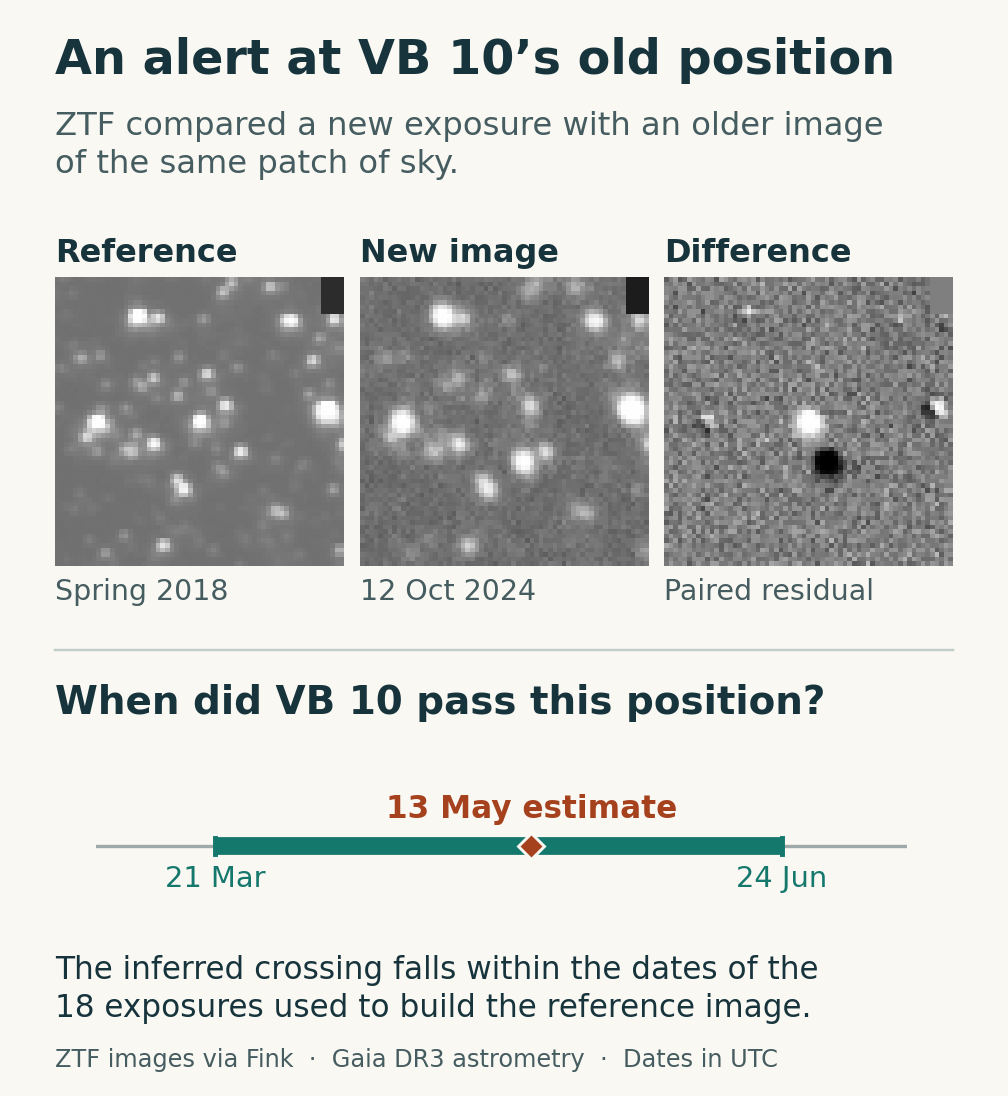 An alert at VB 10’s old position
ZTF compared a new exposure with an older image
of the same patch of sky.
Reference
New image
Difference
Spring 2018
12 Oct 2024
Paired residual
When did VB 10 pass this position?
13 May estimate
21 Mar
24 Jun
The inferred crossing falls within the dates of the
18 exposures used to build the reference image.
ZTF images via Fink · Gaia DR3 astrometry · Dates in UTC